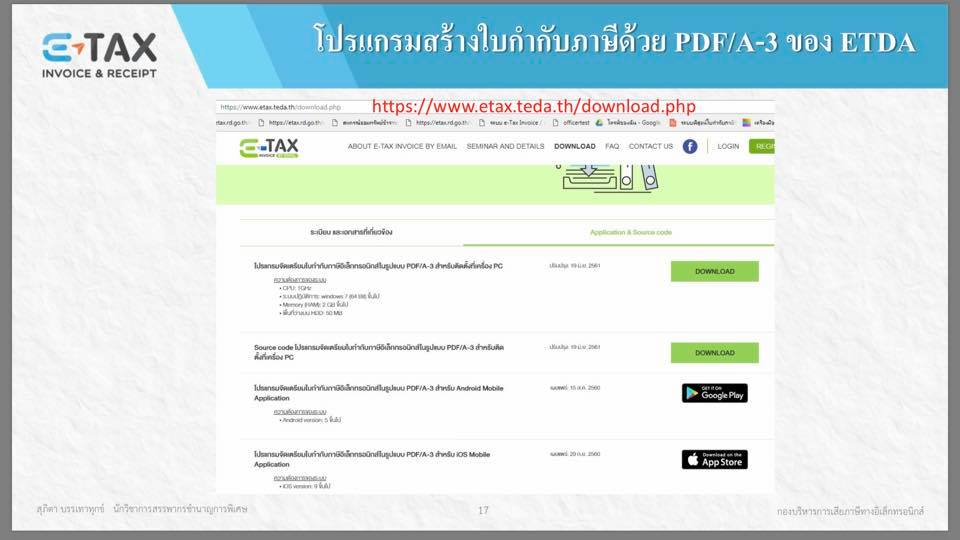 E-TAX
INVOICE & RECEIPT
โปรแกรมสร้างใบกำกับภาษีด้วย PDF/A-3 ของ ETDA
https://www.etax.teda.th/download.php
https://www.etax.teda.th/download.php
etax.rd.go.th
https://etax.rd.go.th
https://etax.rd.go.th
ระบบ e-Tax Invoice /
officertest
ไดรฟ์ของฉัน - Google
E-TAX
INVOICE BY EMAIL
ABOUT E-TAX INVOICE BY EMAIL
SEMINAR AND DETAILS
DOWNLOAD
FAQ
CONTACT US
LOGIN
REGI
ระเบียบ และเอกสารที่เกี่ยวข้อง
Application & Source code
โปรแกรมจัดเตรียมใบกำกับภาษีอิเล็กทรอนิกส์ในรูปแบบ PDF/A-3 สำหรับติดตั้งที่เครื่อง PC
ปรับปรุง: 19 มิ.ย. 2561
DOWNLOAD
ความต้องการของระบบ
• CPU: 1GHz
• ระบบปฏิบัติการ: windows 7 (64 Bit) ขึ้นไป
• Memory (RAM): 2 GB ขึ้นไป
• พื้นที่ว่างบน HDD: 50 MB
Source code โปรแกรมจัดเตรียมใบกำกับภาษีอิเล็กทรอนิกส์ในรูปแบบ PDF/A-3 สำหรับติด
ตั้งที่เครื่อง PC
ปรับปรุง: 19 มิ.ย. 2561
DOWNLOAD
โปรแกรมจัดเตรียมใบกำกับภาษีอิเล็กทรอนิกส์ในรูปแบบ PDF/A-3 สำหรับ Android Mobile
Application
เผยแพร่: 15 ส.ค. 2560
GET IT ON
Google Play
ความต้องการของระบบ
• Android version: 5 ขึ้นไป
โปรแกรมจัดเตรียมใบกำกับภาษีอิเล็กทรอนิกส์ในรูปแบบ PDF/A-3 สำหรับ iOS Mobile
Application
เผยแพร่: 29 ก.ย. 2560
Download on the
App Store
ความต้องการของระบบ
• iOS version: 9 ขึ้นไป
สุภิตา บรรเทาทุกข์ นักวิชาการสรรพากรชำนาญการพิเศษ
17
กองบริหารการเสียภาษีทางอิเล็กทรอนิกส์